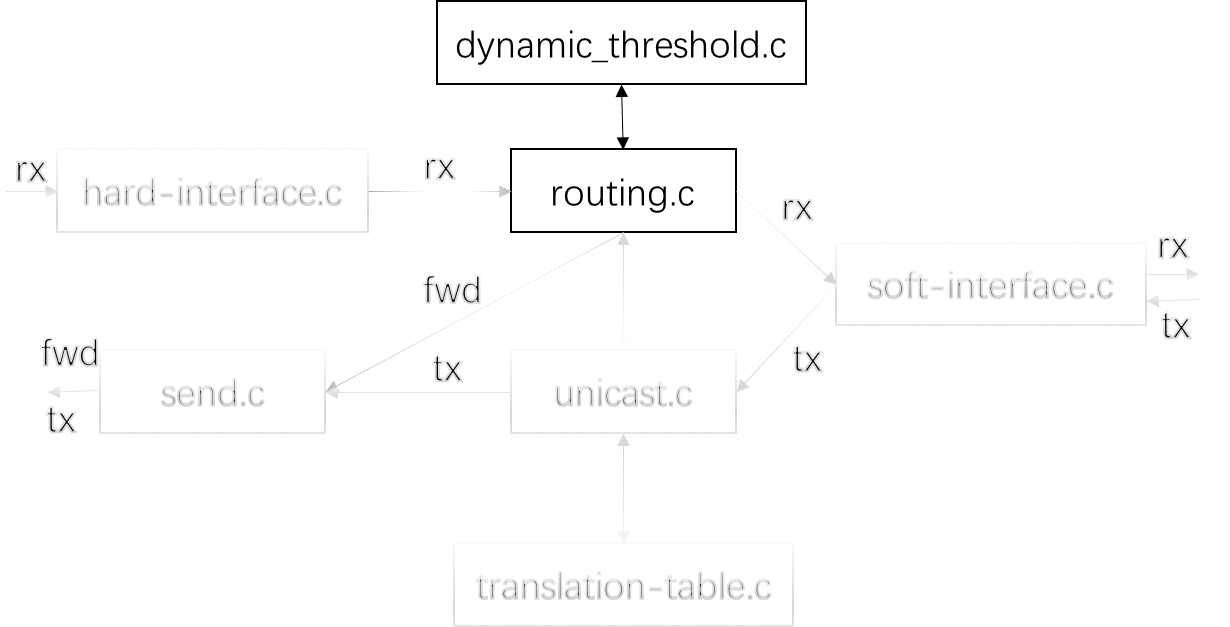 dynamic_threshold.c
rx
hard-interface.c
rx
routing.c
rx
rx
soft-interface.c
tx
fwd
tx
fwd
tx
send.c
tx
unicast.c
translation-table.c